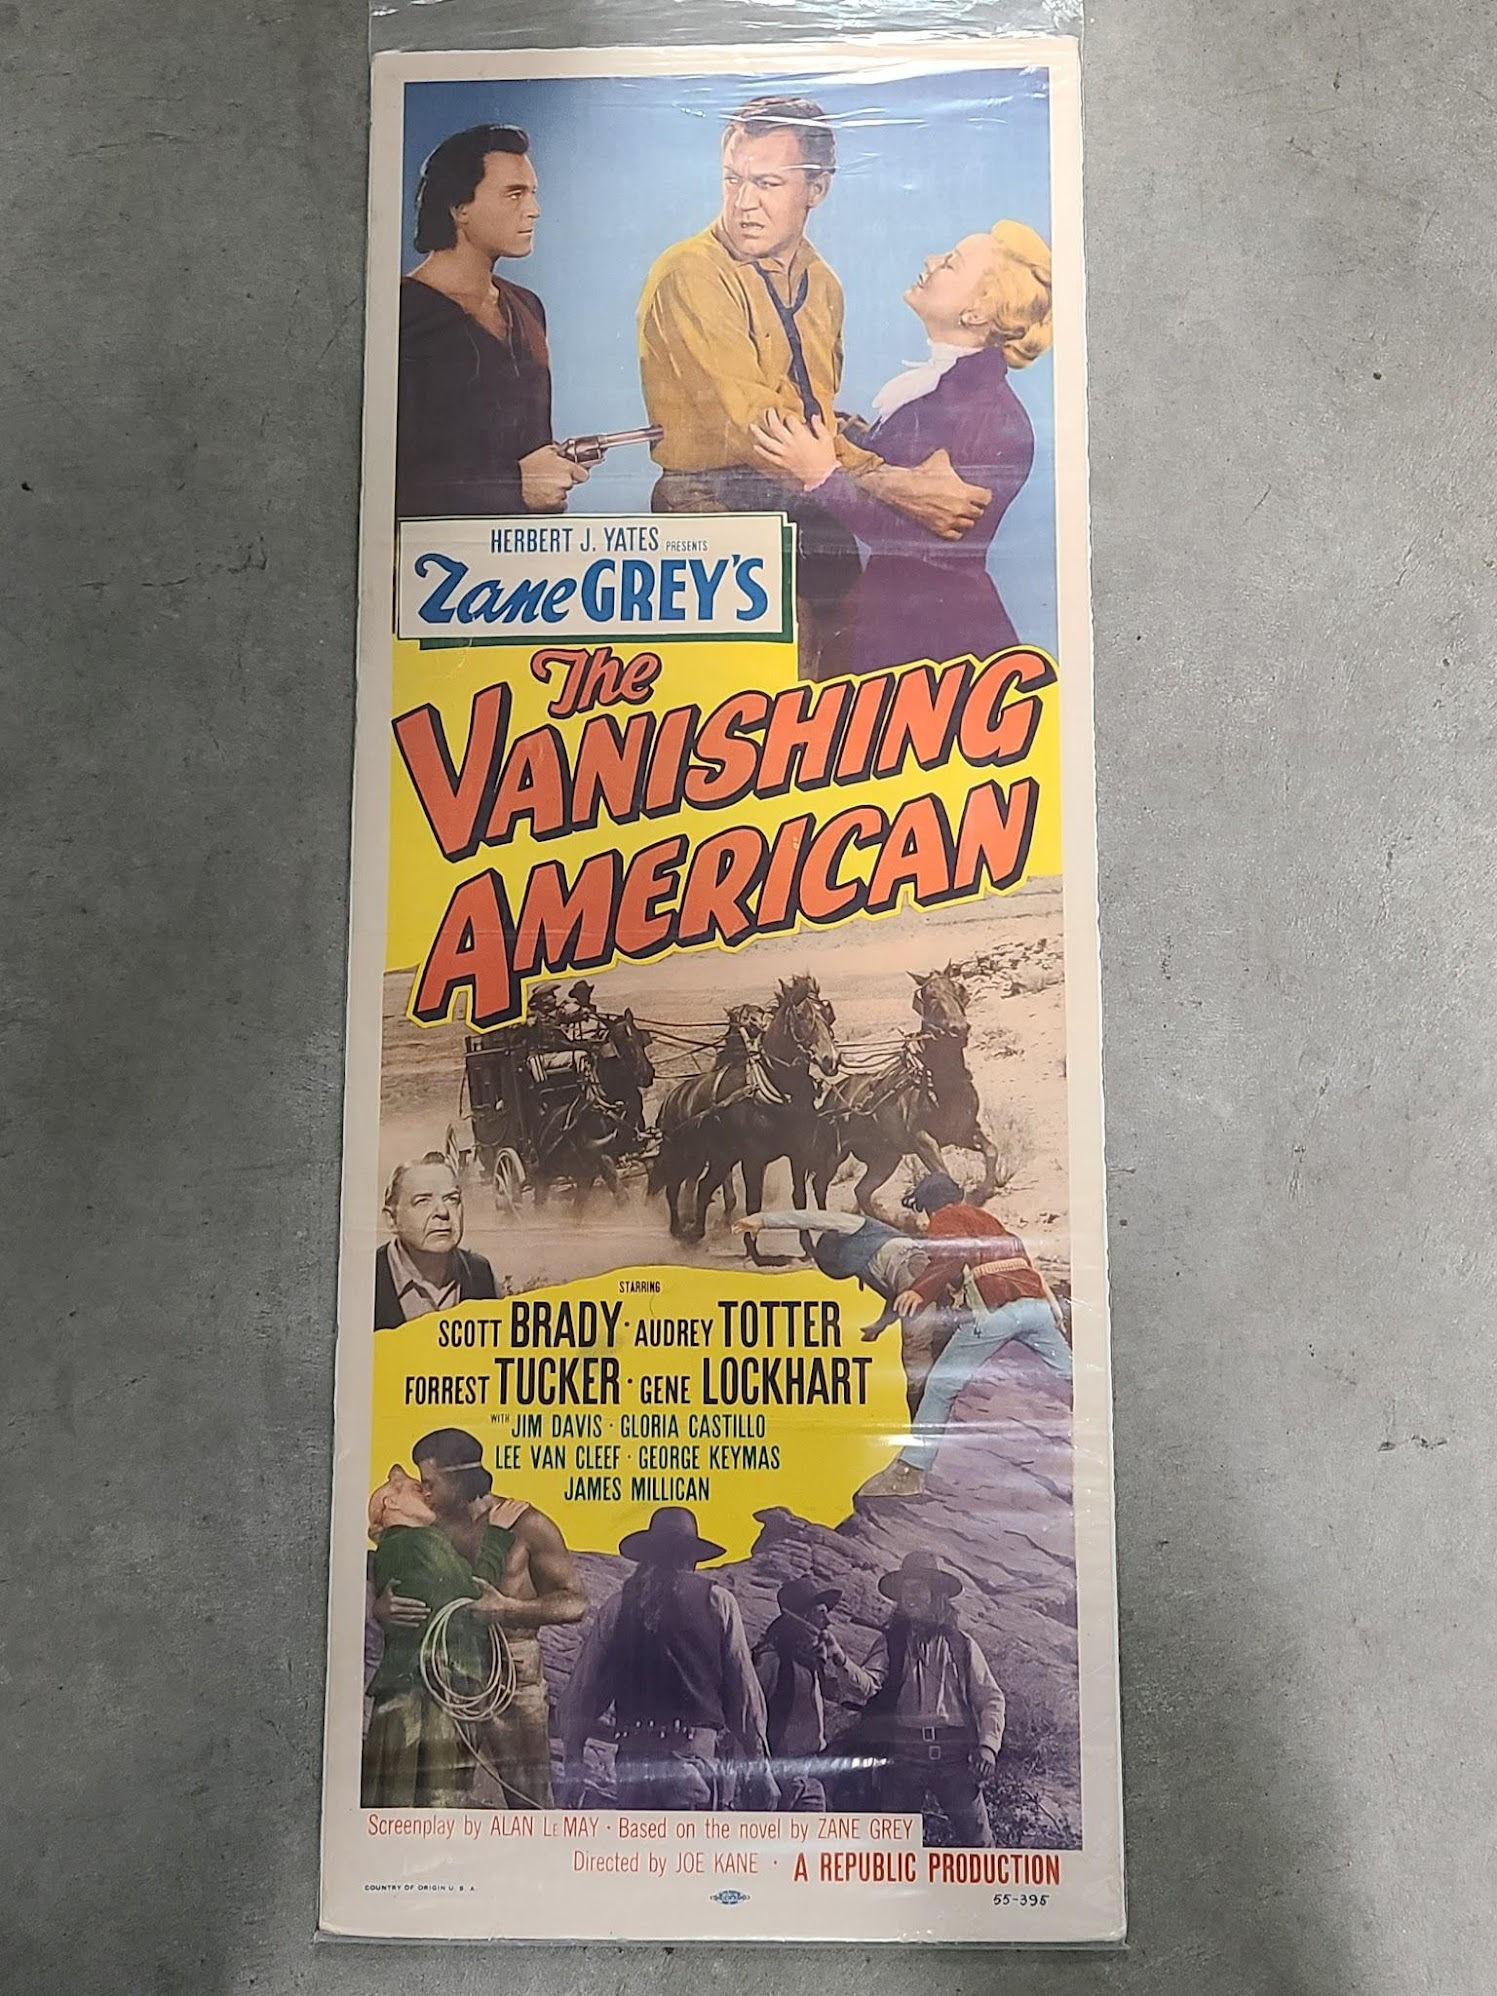 HERBERT J. YATES PRESENTS
Zane GREY'S
The
VANISHING
AMERICAN
STARRING
SCOTT BRADY · AUDREY TOTTER
FORREST TUCKER · GENE LOCKHART
WITH JIM DAVIS · GLORIA CASTILLO
LEE VAN CLEEF · GEORGE KEYMAS
JAMES MILLICAN
Screenplay by ALAN LE MAY · Based on the novel by ZANE GREY
Directed by JOE KANE · A REPUBLIC PRODUCTION
COUNTRY OF ORIGIN U. S. A.
55-395